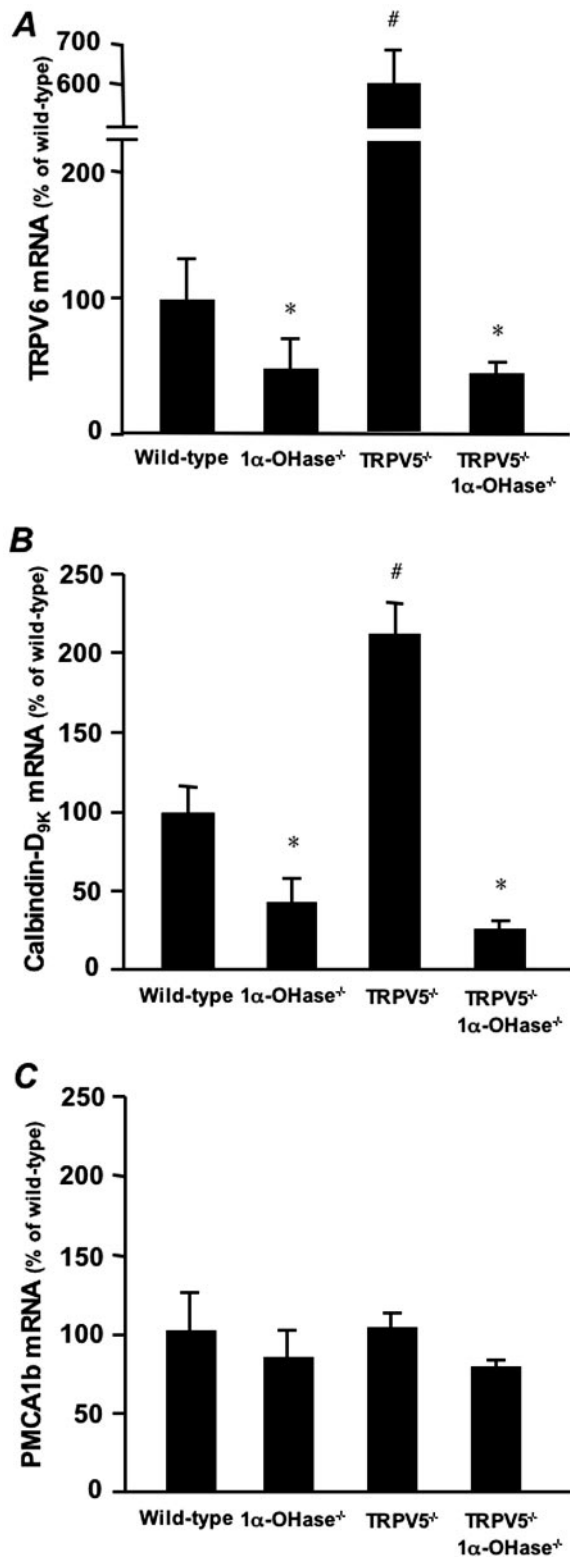 A
TRPV6 mRNA (% of wild-type)
700
600
200
100
0
#
*
*
Wild-type 1α-OHase-/- TRPV5-/- TRPV5-/-
1α-OHase-/-
B
Calbindin-D9K mRNA (% of wild-type)
250
200
150
100
50
0
#
*
*
Wild-type 1α-OHase-/- TRPV5-/- TRPV5-/-
1α-OHase-/-
C
PMCA1b mRNA (% of wild-type)
250
200
150
100
50
0
Wild-type 1α-OHase-/- TRPV5-/- TRPV5-/-
1α-OHase-/-